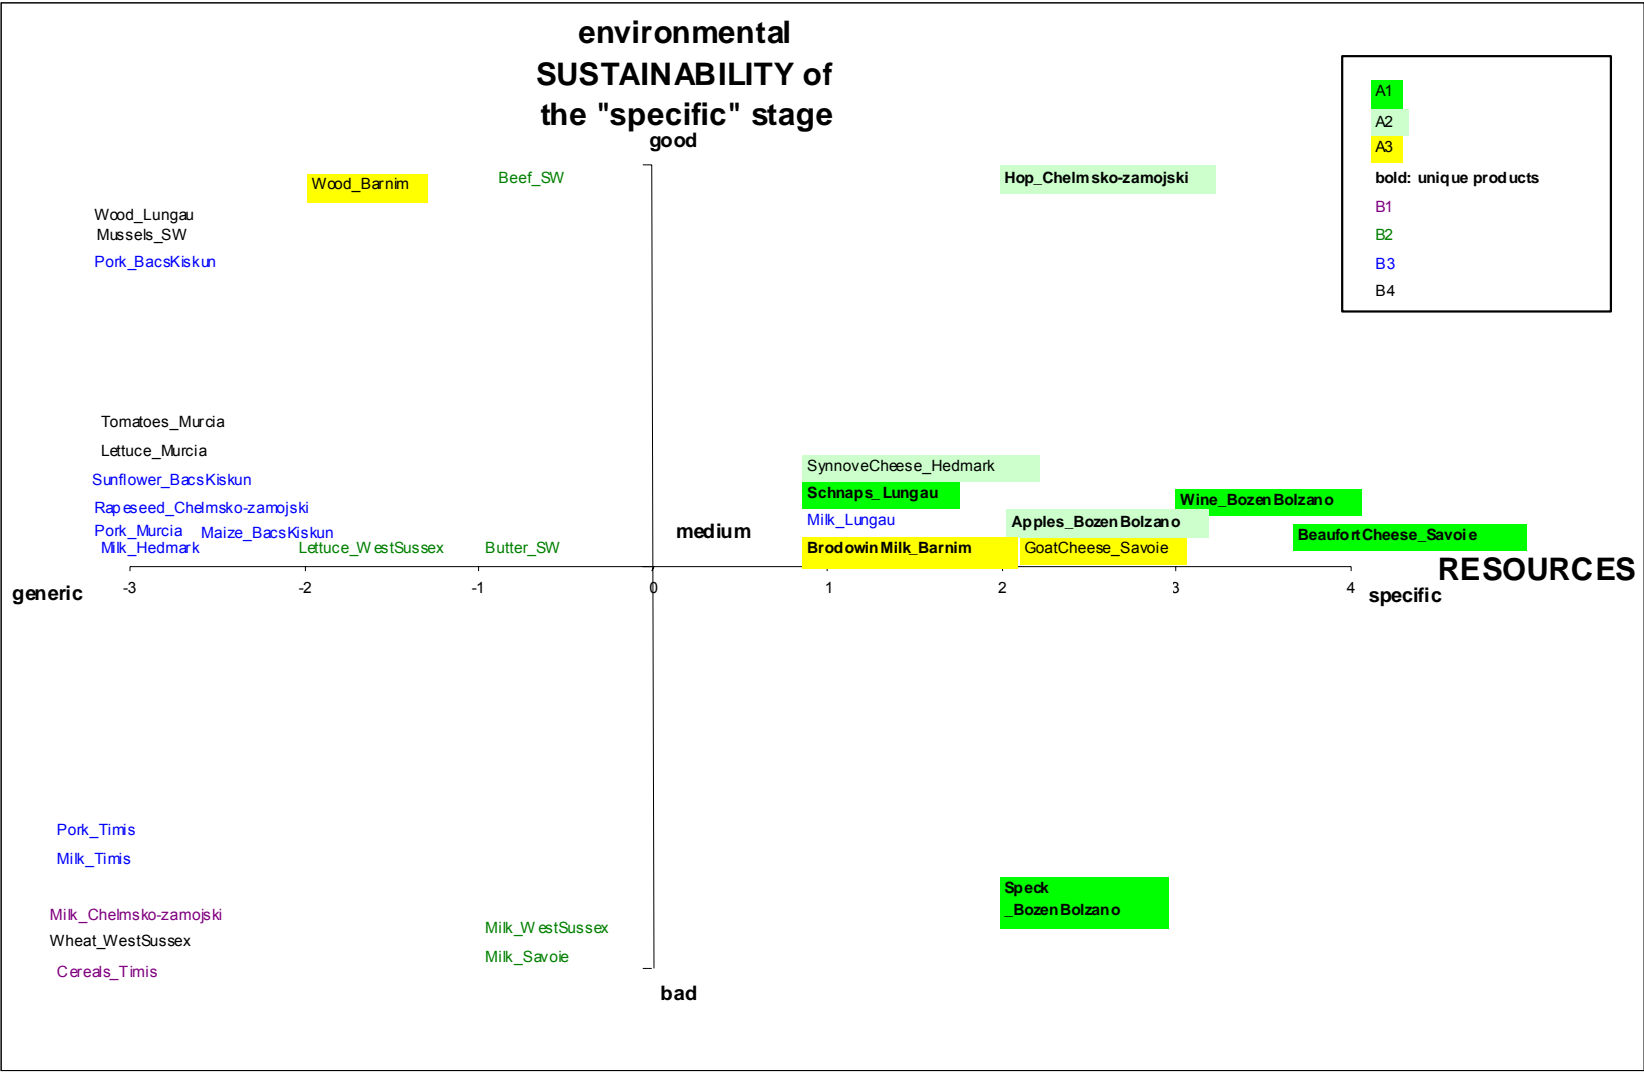 environmental
SUSTAINABILITY of
the "specific" stage
good
A1
A2
A3
bold: unique products
B1
B2
B3
B4
Wood_Barnim
Beef_SW
Hop_Chelmsko-zamojski
Wood_Lungau
Mussels_SW
Pork_BacsKiskun
Tomatoes_Murcia
Lettuce_Murcia
Sunflower_BacsKiskun
Rapeseed_Chelmsko-zamojski
Pork_Murcia
Maize_BacsKiskun
Milk_Hedmark
Lettuce_WestSussex
Butter_SW
medium
SynnoveCheese_Hedmark
Schnaps_Lungau
Milk_Lungau
BrodowinMilk_Barnim
Wine_BozenBolzano
Apples_BozenBolzano
BeaufortCheese_Savoie
GoatCheese_Savoie
RESOURCES
generic
-3
-2
-1
0
1
2
3
4
specific
Pork_Timis
Milk_Timis
Milk_Chelmsko-zamojski
Wheat_WestSussex
Cereals_Timis
Milk_WestSussex
Milk_Savoie
Speck
_BozenBolzano
bad